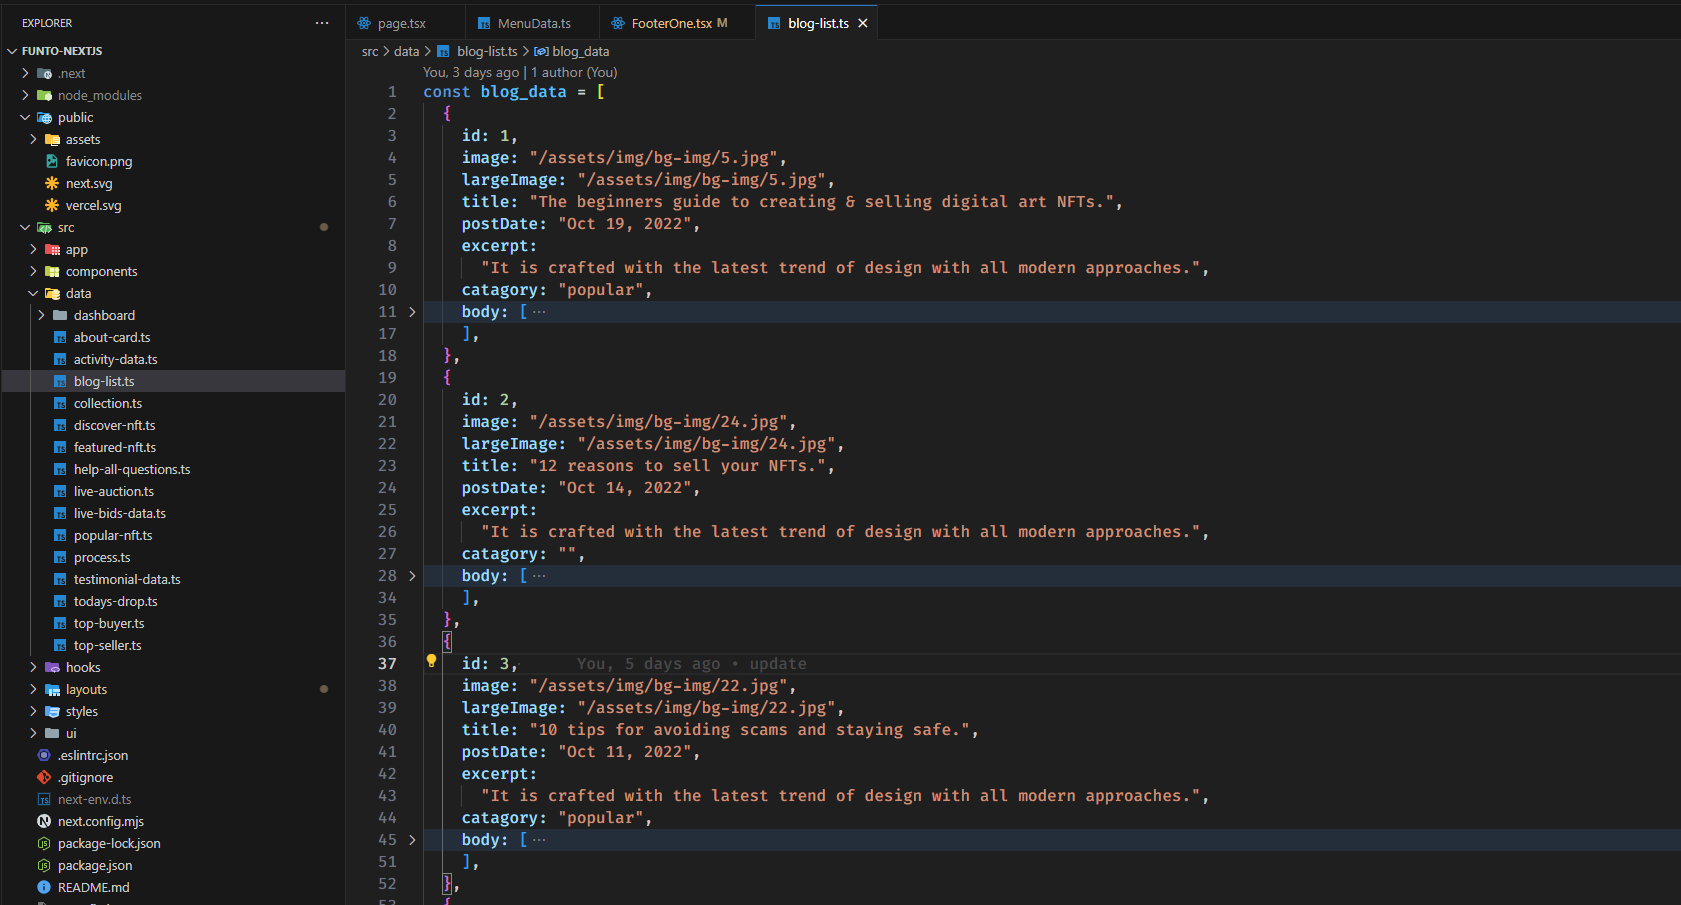 EXPLORER
FUNTO-NEXTJS
.next
node_modules
public
assets
favicon.png
next.svg
vercel.svg
src
app
components
data
dashboard
about-card.ts
activity-data.ts
blog-list.ts
collection.ts
discover-nft.ts
featured-nft.ts
help-all-questions.ts
live-auction.ts
live-bids-data.ts
popular-nft.ts
process.ts
testimonial-data.ts
todays-drop.ts
top-buyer.ts
top-seller.ts
hooks
layouts
styles
ui
.eslintrc.json
.gitignore
next-env.d.ts
next.config.mjs
package-lock.json
package.json
README.md
page.tsx
MenuData.ts
FooterOne.tsx M
blog-list.ts
src > data > blog-list.ts > blog_data
You, 3 days ago | 1 author (You)
1 const blog_data = [
2 {
3 id: 1,
4 image: "/assets/img/bg-img/5.jpg",
5 largeImage: "/assets/img/bg-img/5.jpg",
6 title: "The beginners guide to creating & selling digital art NFTs.",
7 postDate: "Oct 19, 2022",
8 excerpt:
9 "It is crafted with the latest trend of design with all modern approaches.",
10 catagory: "popular",
11 body: [ ···
17 ],
18 },
19 {
20 id: 2,
21 image: "/assets/img/bg-img/24.jpg",
22 largeImage: "/assets/img/bg-img/24.jpg",
23 title: "12 reasons to sell your NFTs.",
24 postDate: "Oct 14, 2022",
25 excerpt:
26 "It is crafted with the latest trend of design with all modern approaches.",
27 catagory: "",
28 body: [ ···
34 ],
35 },
36 {
37 id: 3, You, 5 days ago • update
38 image: "/assets/img/bg-img/22.jpg",
39 largeImage: "/assets/img/bg-img/22.jpg",
40 title: "10 tips for avoiding scams and staying safe.",
41 postDate: "Oct 11, 2022",
42 excerpt:
43 "It is crafted with the latest trend of design with all modern approaches.",
44 catagory: "popular",
45 body: [ ···
51 ],
52 },